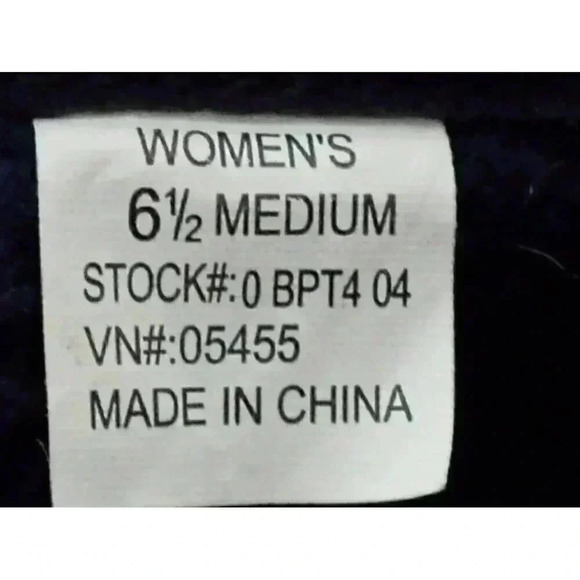 WOMEN'S
6½ MEDIUM
STOCK#:0 BPT4 04
VN#:05455
MADE IN CHINA